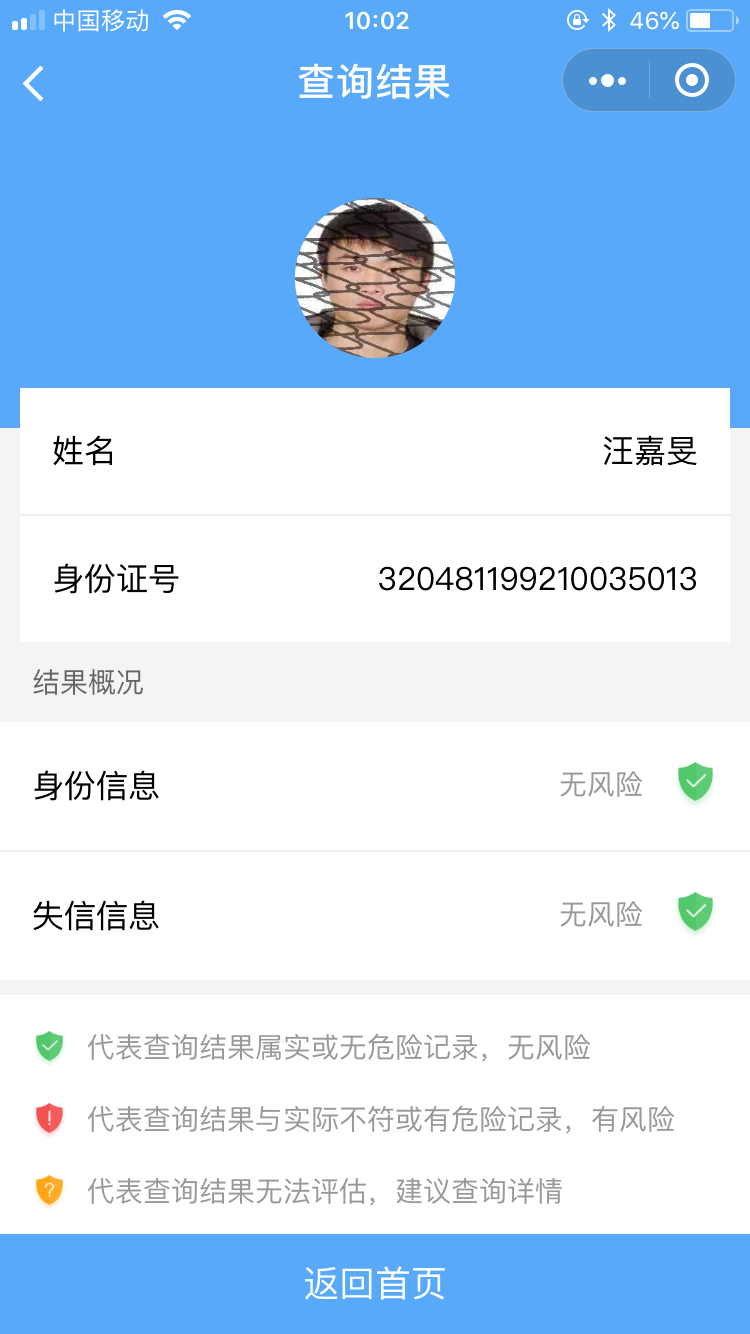 中国移动 10:02 46%
查询结果
姓名 汪嘉旻
身份证号 320481199210035013
结果概况
身份信息 无风险
失信信息 无风险
代表查询结果属实或无危险记录，无风险
代表查询结果与实际不符或有危险记录，有风险
代表查询结果无法评估，建议查询详情
返回首页